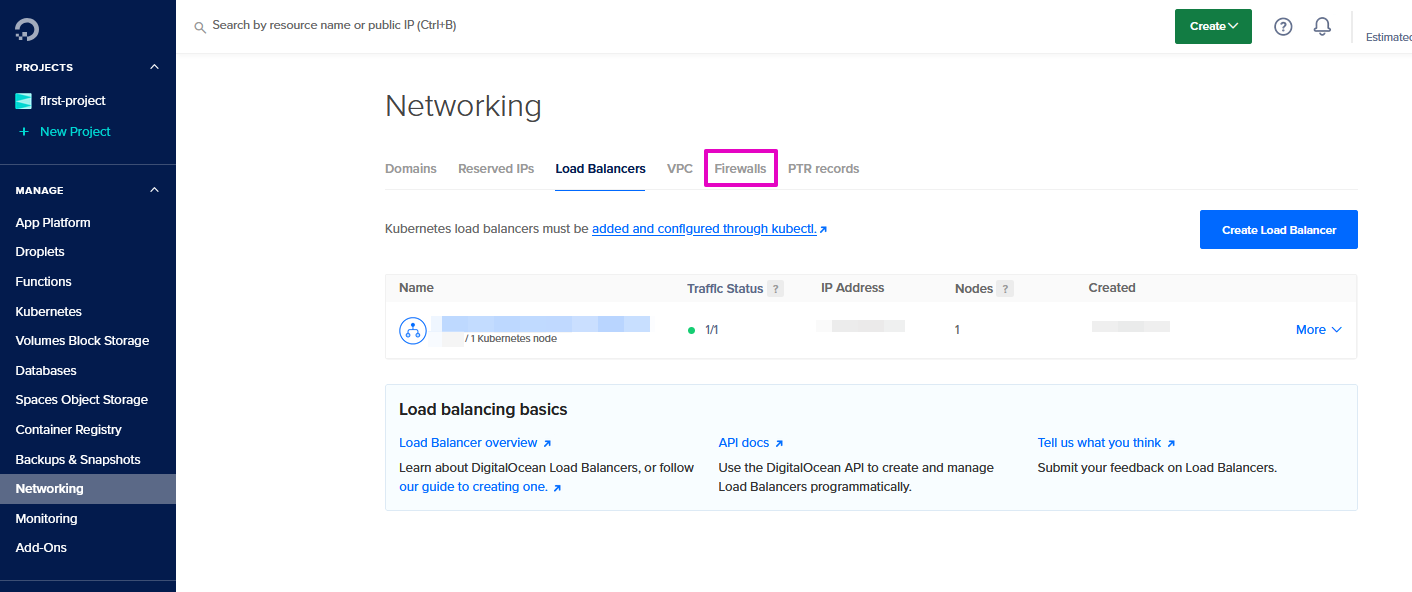 Search by resource name or public IP (Ctrl+B)
Create
?
Estimated
PROJECTS
first-project
+ New Project
MANAGE
App Platform
Droplets
Functions
Kubernetes
Volumes Block Storage
Databases
Spaces Object Storage
Container Registry
Backups & Snapshots
Networking
Monitoring
Add-Ons
Networking
Domains Reserved IPs Load Balancers VPC Firewalls PTR records
Kubernetes load balancers must be added and configured through kubectl.
Create Load Balancer
Name Traffic Status ? IP Address Nodes ? Created
1/1 1 More
/ 1 Kubernetes node
Load balancing basics
Load Balancer overview
Learn about DigitalOcean Load Balancers, or follow
our guide to creating one.
API docs
Use the DigitalOcean API to create and manage
Load Balancers programmatically.
Tell us what you think
Submit your feedback on Load Balancers.